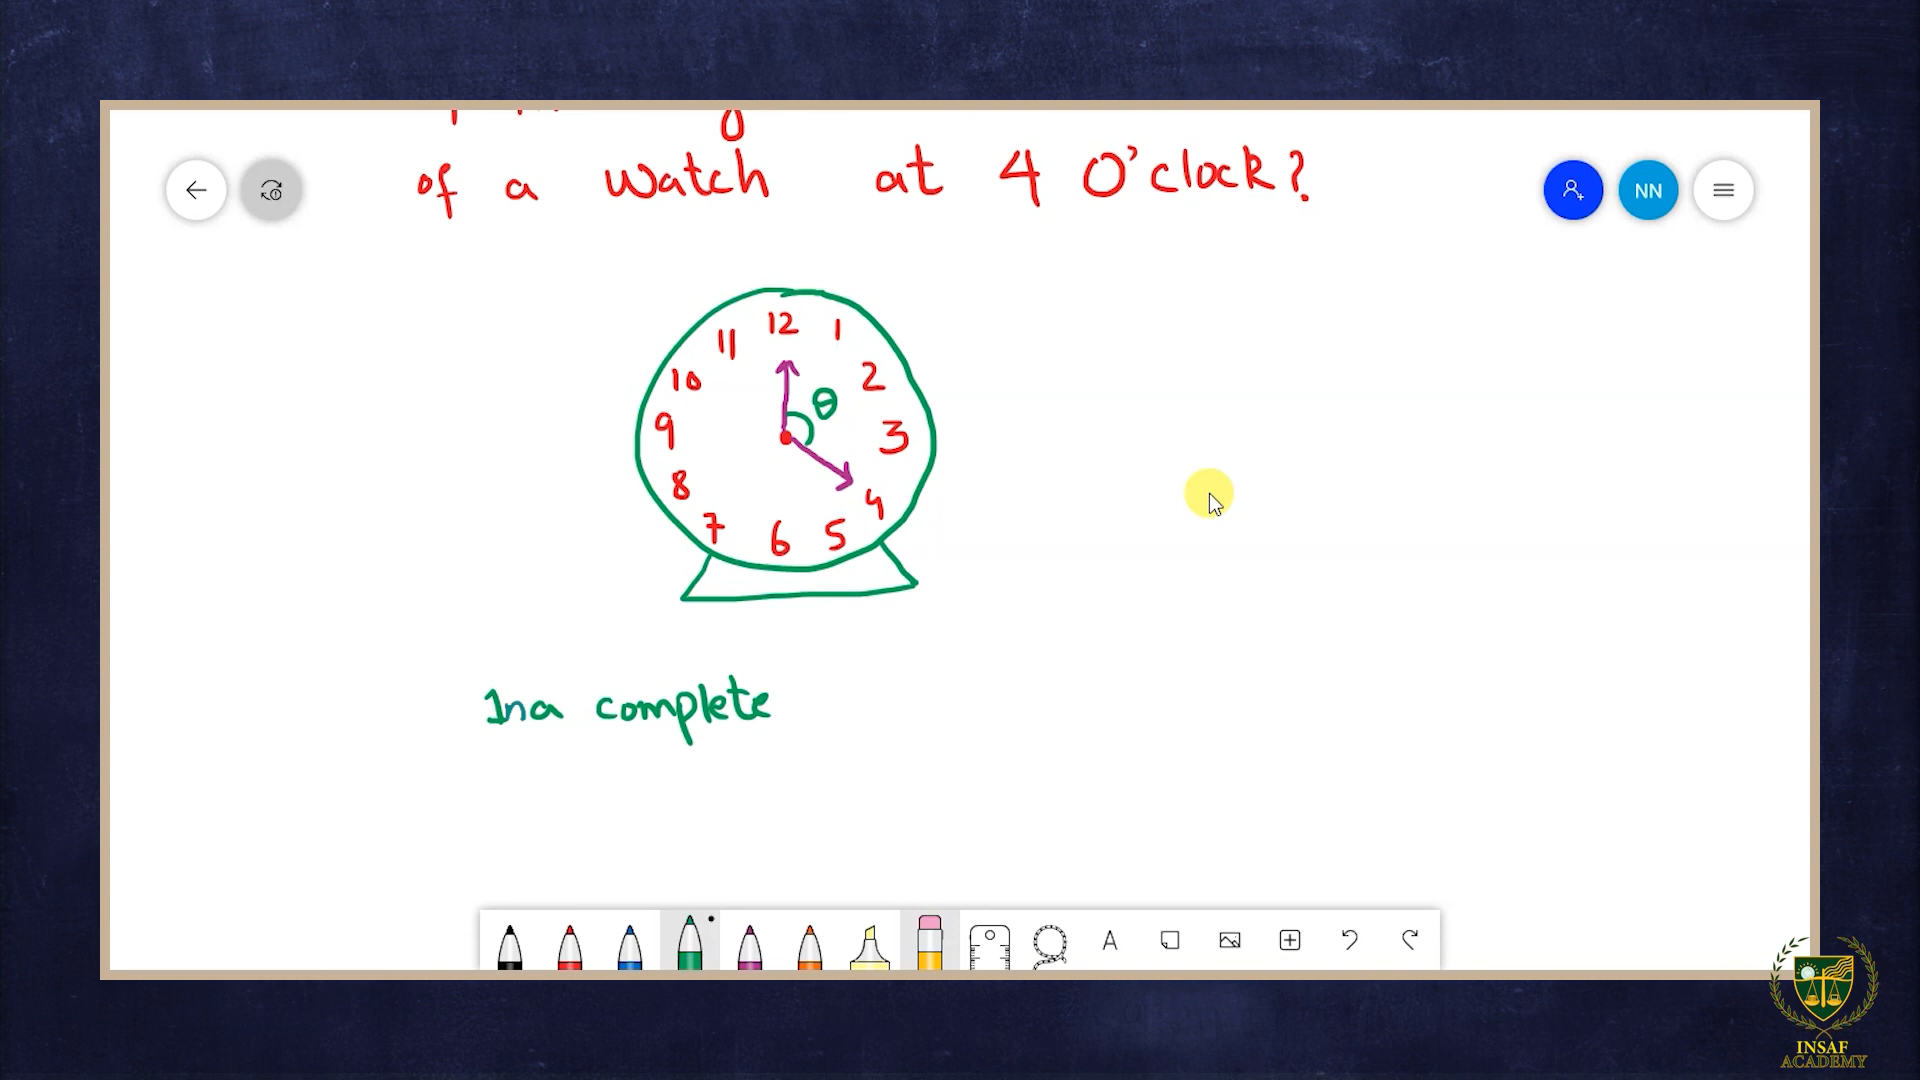 of a watch at 4 O'clock?
NN
12
11 1
10 2
θ
9 3
8 4
7 5
6
In a complete
A
INSAF
ACADEMY